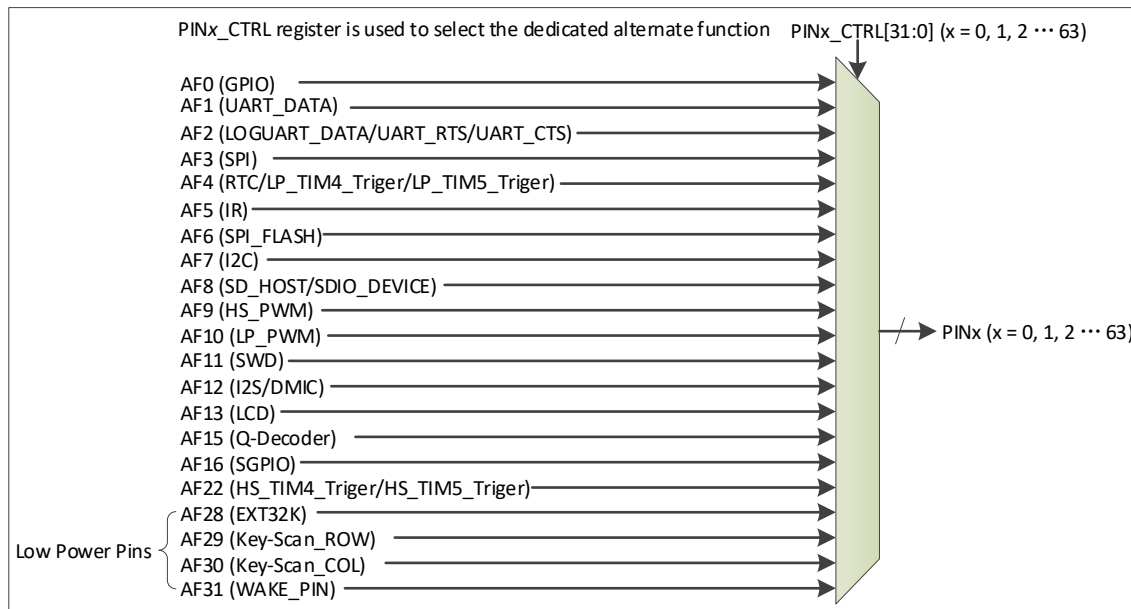 PINx_CTRL register is used to select the dedicated alternate function PINx_CTRL[31:0] (x = 0, 1, 2 ··· 63)
AF0 (GPIO)
AF1 (UART_DATA)
AF2 (LOGUART_DATA/UART_RTS/UART_CTS)
AF3 (SPI)
AF4 (RTC/LP_TIM4_Triger/LP_TIM5_Triger)
AF5 (IR)
AF6 (SPI_FLASH)
AF7 (I2C)
AF8 (SD_HOST/SDIO_DEVICE)
AF9 (HS_PWM)
AF10 (LP_PWM)
PINx (x = 0, 1, 2 ··· 63)
AF11 (SWD)
AF12 (I2S/DMIC)
AF13 (LCD)
AF15 (Q-Decoder)
AF16 (SGPIO)
AF22 (HS_TIM4_Triger/HS_TIM5_Triger)
Low Power Pins
AF28 (EXT32K)
AF29 (Key-Scan_ROW)
AF30 (Key-Scan_COL)
AF31 (WAKE_PIN)